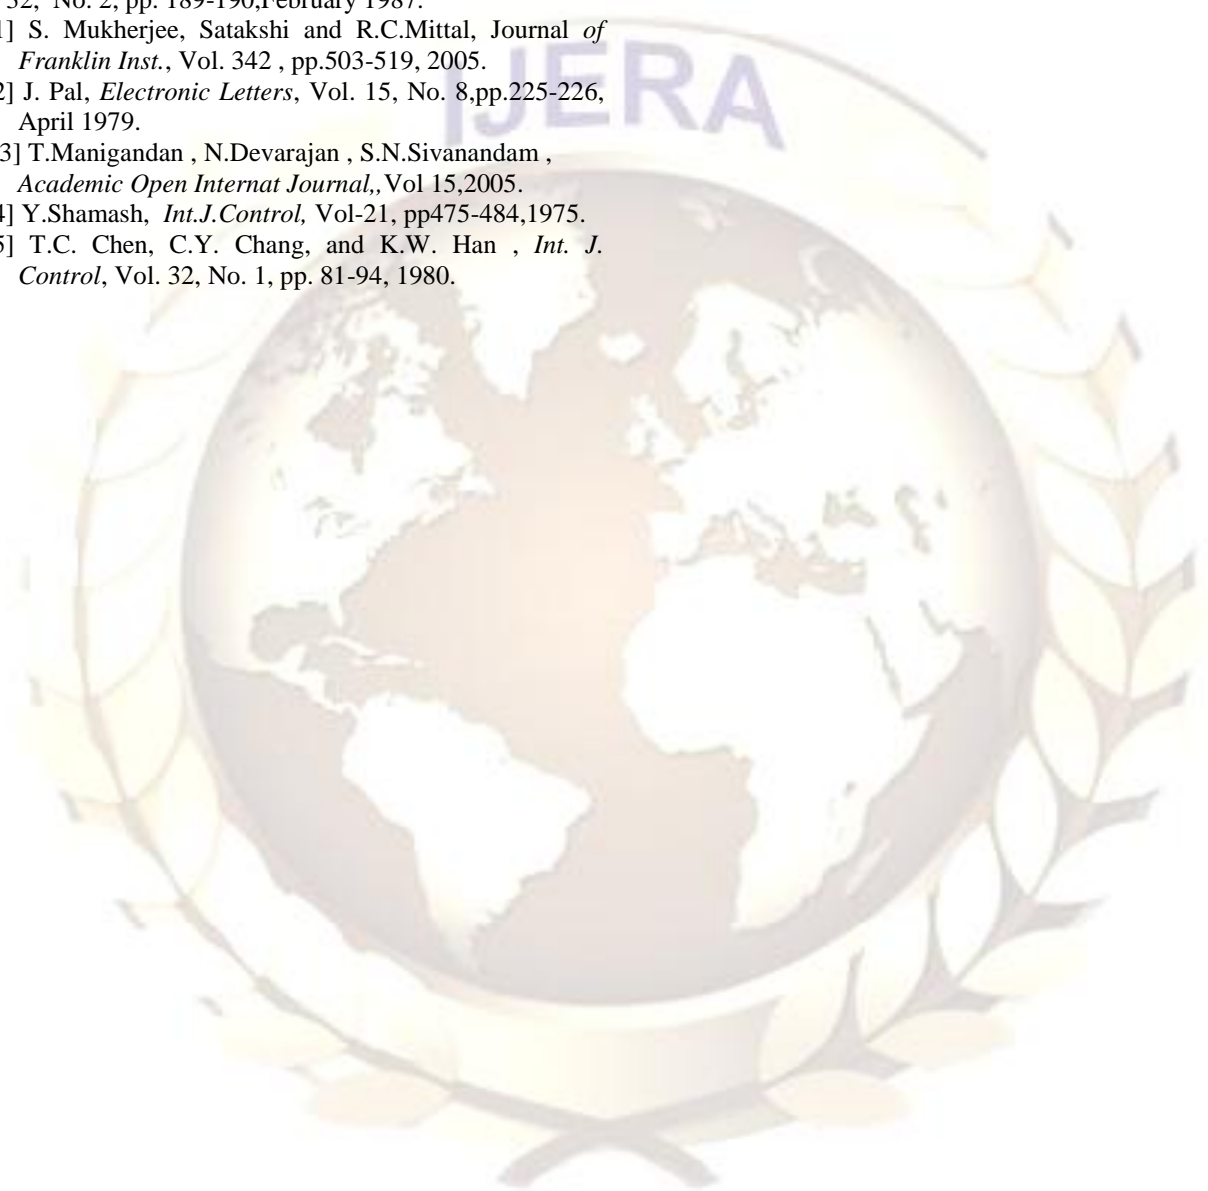 32, No. 2, pp. 189-190,February 1987.
1] S. Mukherjee, Satakshi and R.C.Mittal, Journal of
Franklin Inst., Vol. 342 , pp.503-519, 2005.
2] J. Pal, Electronic Letters, Vol. 15, No. 8,pp.225-226,
April 1979.
3] T.Manigandan , N.Devarajan , S.N.Sivanandam ,
Academic Open Internat Journal,,Vol 15,2005.
4] Y.Shamash, Int.J.Control, Vol-21, pp475-484,1975.
5] T.C. Chen, C.Y. Chang, and K.W. Han , Int. J.
Control, Vol. 32, No. 1, pp. 81-94, 1980.
IJERA